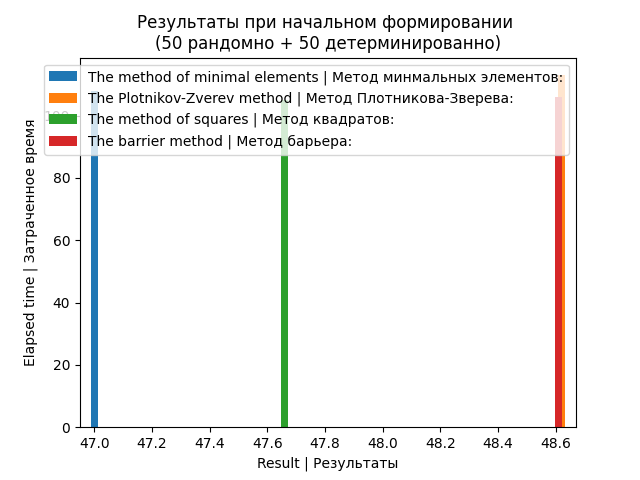 Результаты при начальном формировании
(50 рандомно + 50 детерминированно)
The method of minimal elements | Метод минмальных элементов:
The Plotnikov-Zverev method | Метод Плотникова-Зверева:
The method of squares | Метод квадратов:
The barrier method | Метод барьера:
Elapsed time | Затраченное время
100
80
60
40
20
0
47.0 47.2 47.4 47.6 47.8 48.0 48.2 48.4 48.6
Result | Результаты